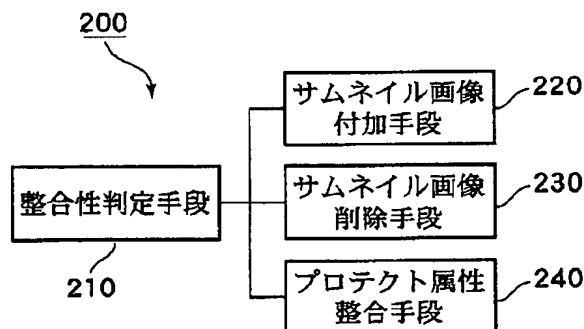 200
サムネイル画像
付加手段
220
整合性判定手段
210
サムネイル画像
削除手段
230
プロテクト属性
整合手段
240